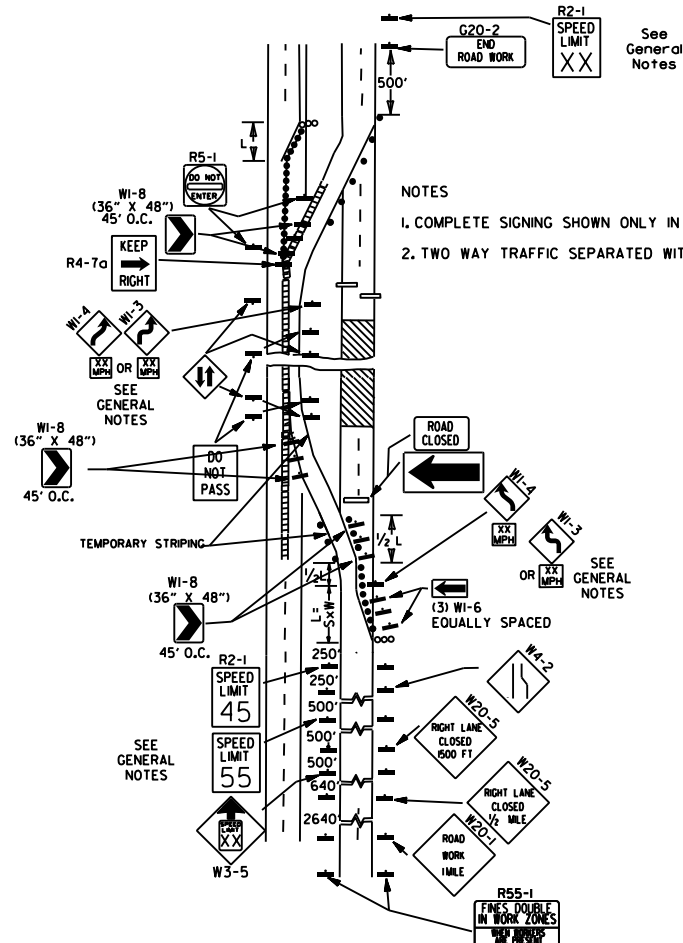 R2-1
SPEED
LIMIT
XX
See
General
Notes
G20-2
END
ROAD WORK
500'
L
R5-1
DO NOT
ENTER
W1-8
(36" X 48")
45' O.C.
KEEP
RIGHT
R4-7a
NOTES
1. COMPLETE SIGNING SHOWN ONLY IN
2. TWO WAY TRAFFIC SEPARATED WIT
W1-4
W1-3
XX
MPH
OR
XX
MPH
SEE
GENERAL
NOTES
W1-8
(36" X 48")
45' O.C.
DO
NOT
PASS
ROAD
CLOSED
TEMPORARY STRIPING
1/2 L
1/2 L
L=
SxW
W1-4
XX
MPH
W1-3
OR
XX
MPH
SEE
GENERAL
NOTES
(3) W1-6
EQUALLY SPACED
W1-8
(36" X 48")
45' O.C.
R2-1
SPEED
LIMIT
45
250'
250'
500'
500'
500'
640'
2640'
W4-2
SEE
GENERAL
NOTES
SPEED
LIMIT
55
W20-5
RIGHT LANE
CLOSED
1500 FT
W20-5
RIGHT LANE
CLOSED
1/2 MILE
SPEED
LIMIT
XX
W3-5
W20-1
ROAD
WORK
1 MILE
R55-1
FINES DOUBLE
IN WORK ZONES
WHEN WORKERS
ARE PRESENT